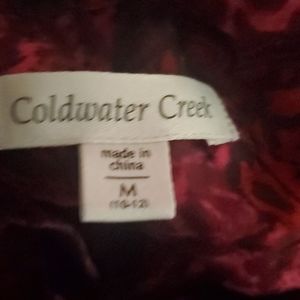 Coldwater Creek
made in
china
M
(10-12)